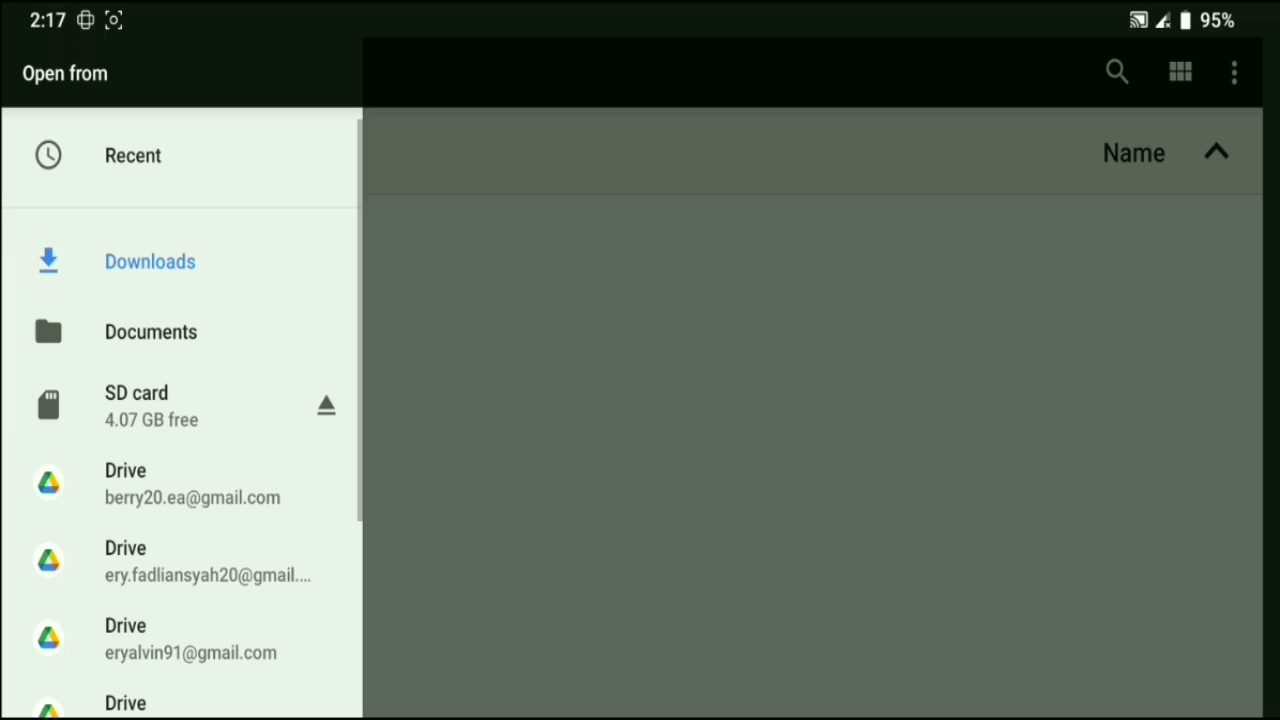 2:17
95%
Open from
Name
Recent
Downloads
Documents
SD card
4.07 GB free
Drive
berry20.ea@gmail.com
Drive
ery.fadliansyah20@gmail....
Drive
eryalvin91@gmail.com
Drive